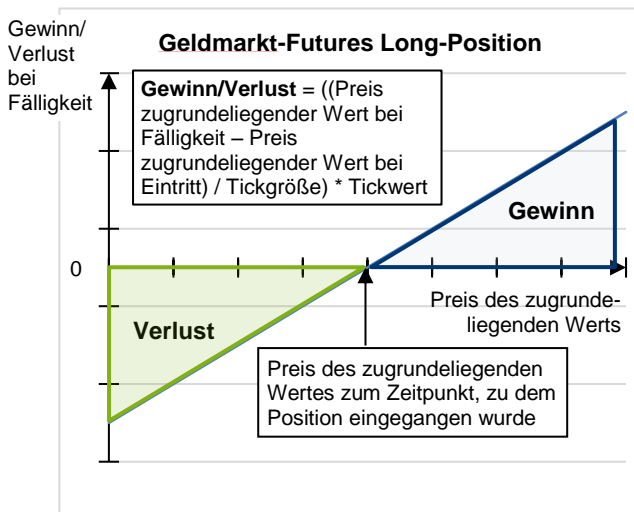 Gewinn/
Verlust
bei
Fälligkeit
Geldmarkt-Futures Long-Position
Gewinn/Verlust = ((Preis
zugrundeliegender Wert bei
Fälligkeit – Preis
zugrundeliegender Wert bei
Eintritt) / Tickgröße) * Tickwert
Gewinn
0
Preis des zugrunde-
liegenden Werts
Verlust
Preis des zugrundeliegenden
Wertes zum Zeitpunkt, zu dem
Position eingegangen wurde